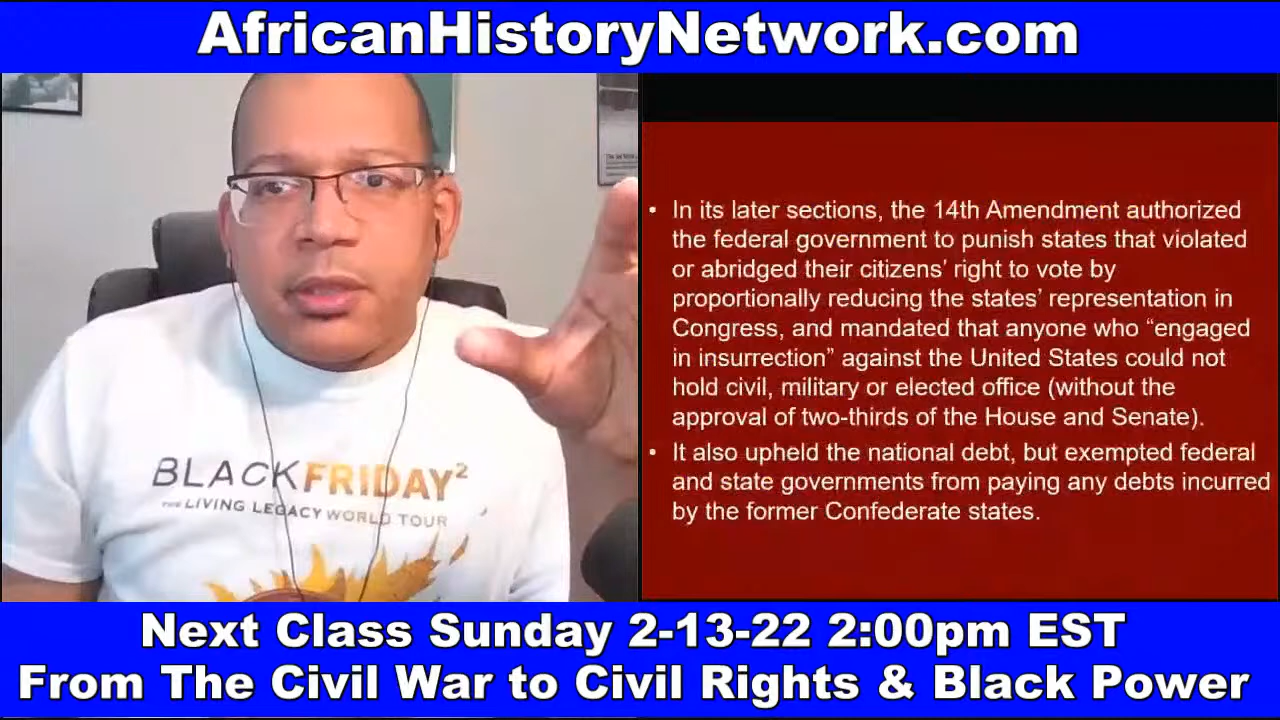 AfricanHistoryNetwork.com
• In its later sections, the 14th Amendment authorized
the federal government to punish states that violated
or abridged their citizens’ right to vote by
proportionally reducing the states’ representation in
Congress, and mandated that anyone who “engaged
in insurrection” against the United States could not
hold civil, military or elected office (without the
approval of two-thirds of the House and Senate).
• It also upheld the national debt, but exempted federal
and state governments from paying any debts incurred
by the former Confederate states.
BLACKFRIDAY²
THE LIVING LEGACY WORLD TOUR
Next Class Sunday 2-13-22 2:00pm EST
From The Civil War to Civil Rights & Black Power